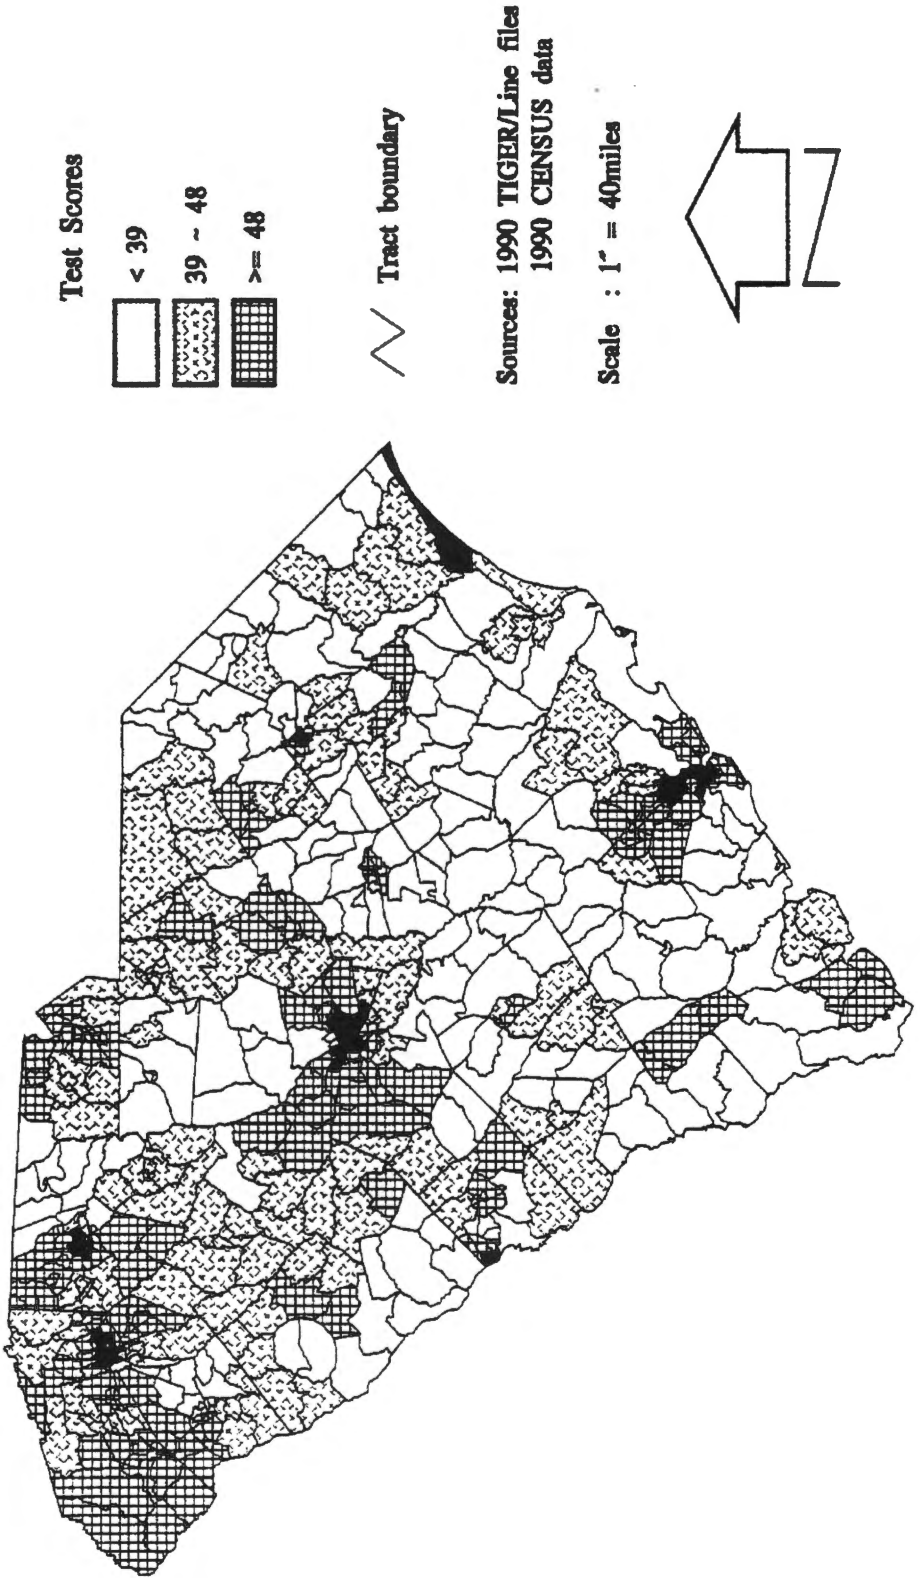 Test Scores
< 39
39 ~ 48
>= 48
Tract boundary
Sources: 1990 TIGER/Line files
1990 CENSUS data
Scale : 1" = 40miles
N